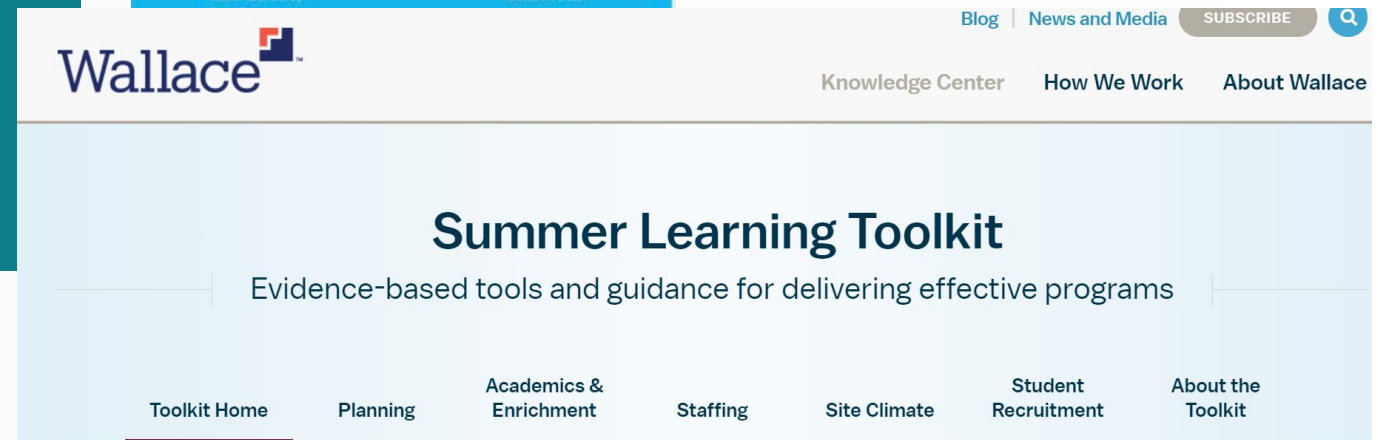 Blog | News and Media SUBSCRIBE
Wallace™
Knowledge Center How We Work About Wallace
Summer Learning Toolkit
Evidence-based tools and guidance for delivering effective programs
Toolkit Home Planning Academics & Enrichment Staffing Site Climate Student Recruitment About the Toolkit